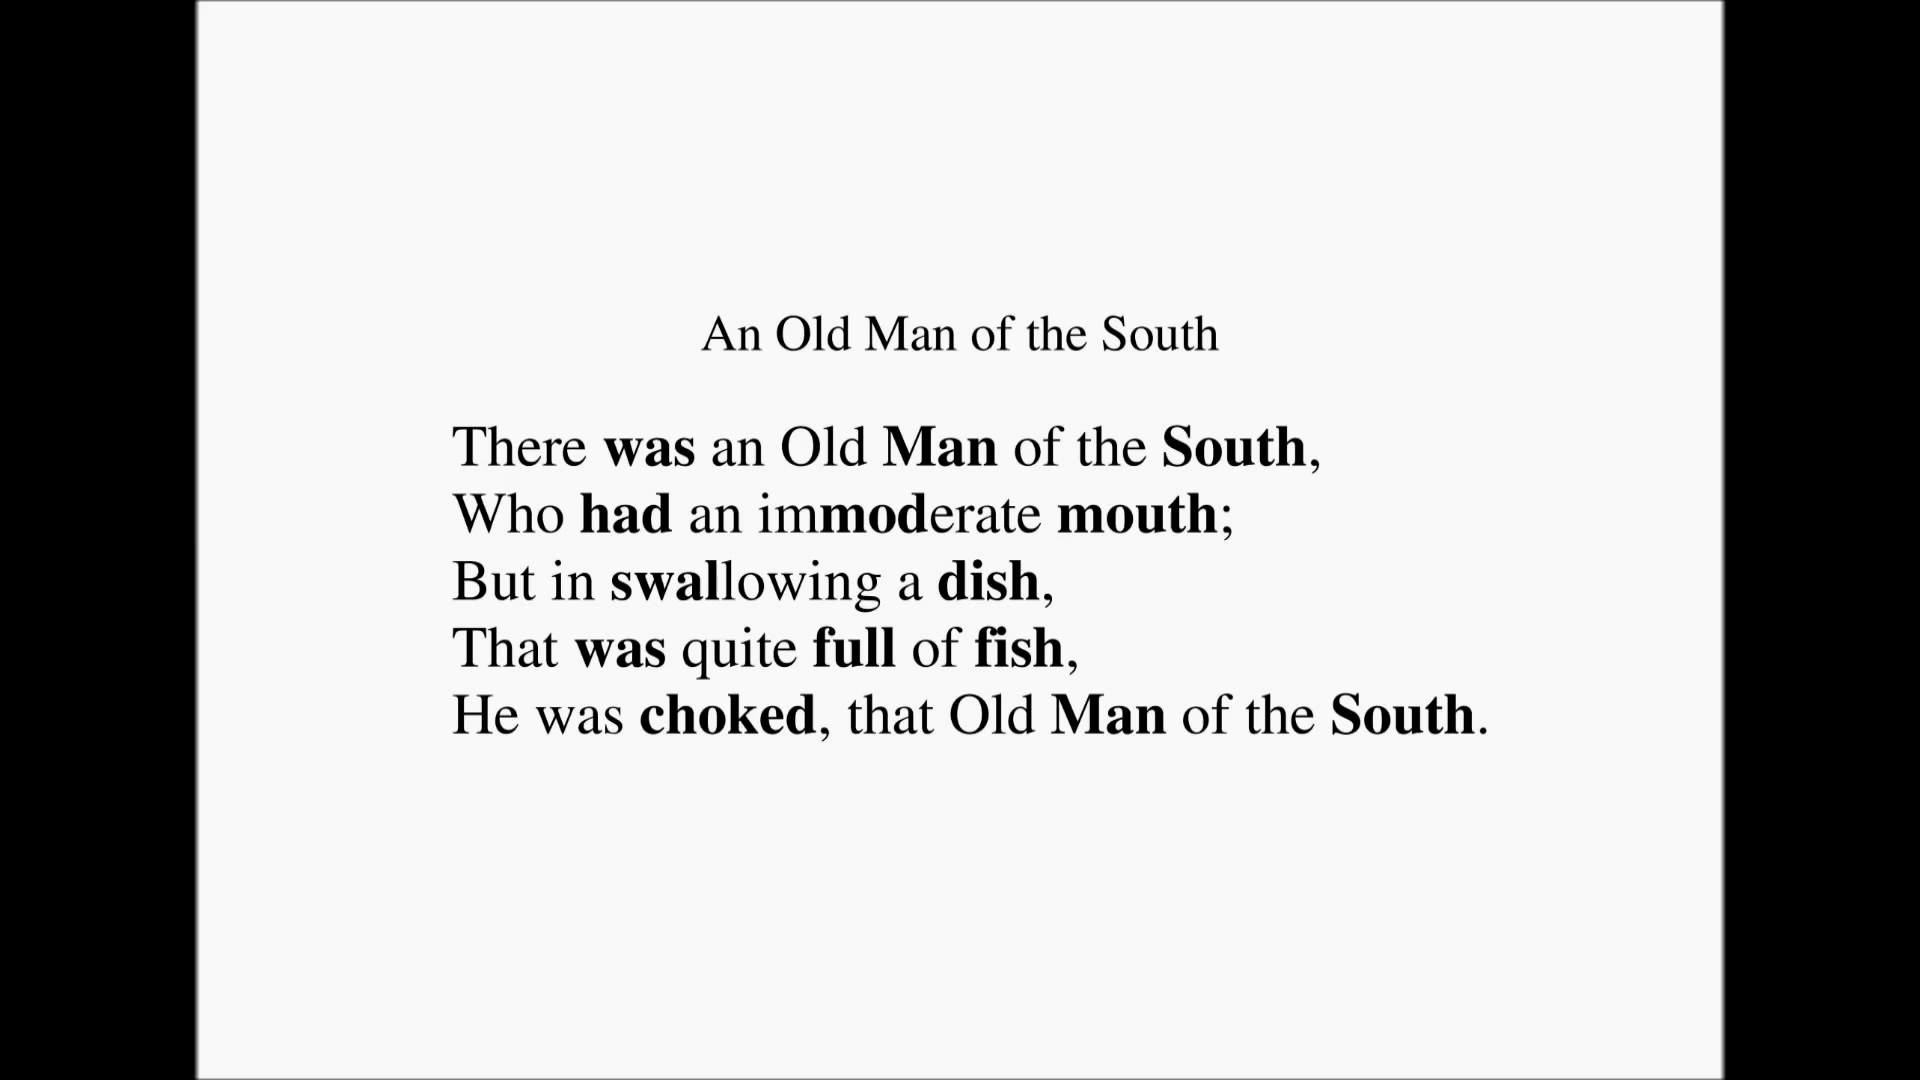 An Old Man of the South
There was an Old Man of the South,
Who had an immoderate mouth;
But in swallowing a dish,
That was quite full of fish,
He was choked, that Old Man of the South.